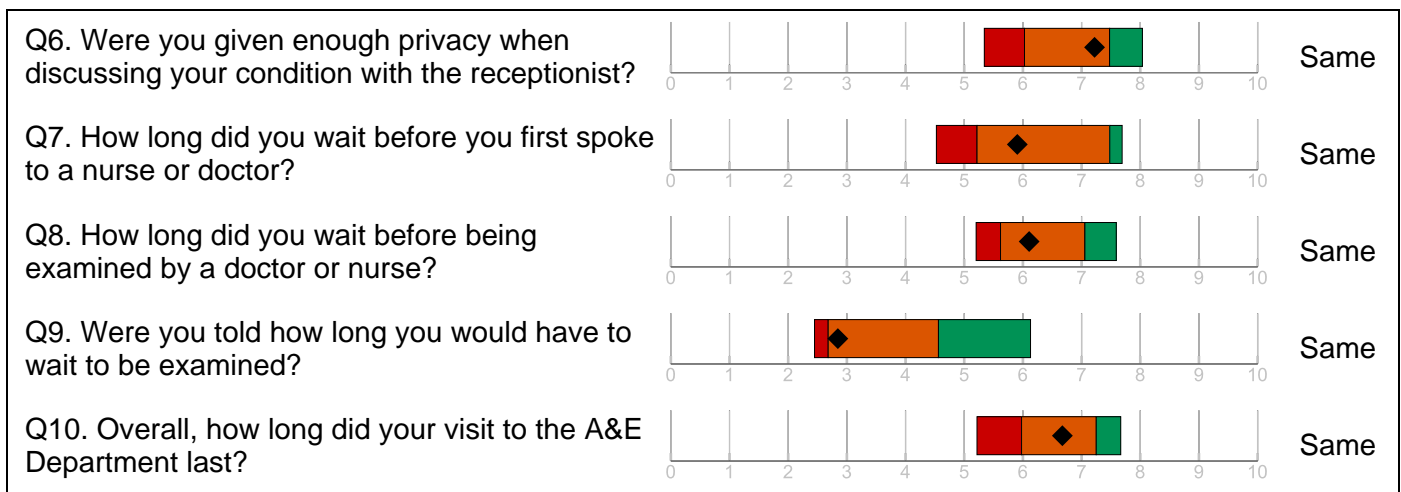 Q6. Were you given enough privacy when
discussing your condition with the receptionist?
0 1 2 3 4 5 6 7 8 9 10
Same
Q7. How long did you wait before you first spoke
to a nurse or doctor?
0 1 2 3 4 5 6 7 8 9 10
Same
Q8. How long did you wait before being
examined by a doctor or nurse?
0 1 2 3 4 5 6 7 8 9 10
Same
Q9. Were you told how long you would have to
wait to be examined?
0 1 2 3 4 5 6 7 8 9 10
Same
Q10. Overall, how long did your visit to the A&E
Department last?
0 1 2 3 4 5 6 7 8 9 10
Same